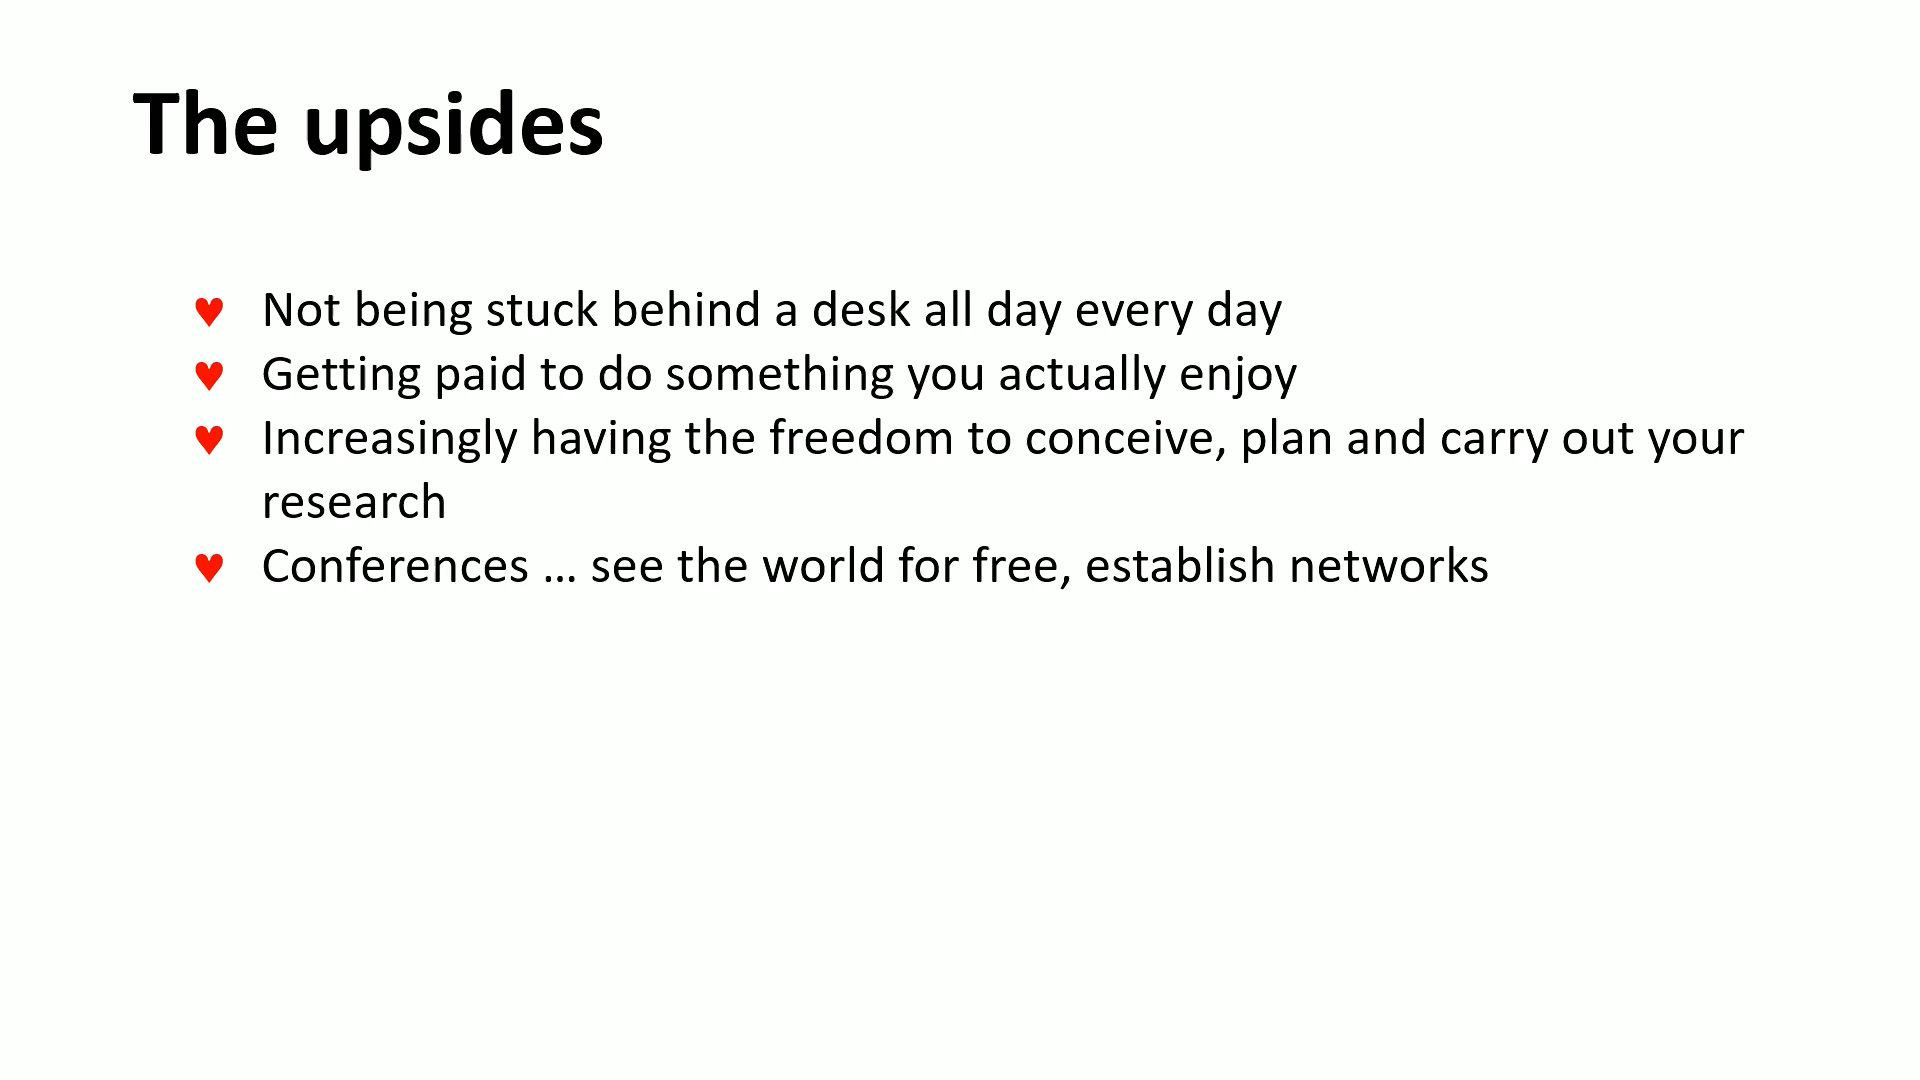 The upsides
♥ Not being stuck behind a desk all day every day
♥ Getting paid to do something you actually enjoy
♥ Increasingly having the freedom to conceive, plan and carry out your
research
♥ Conferences … see the world for free, establish networks